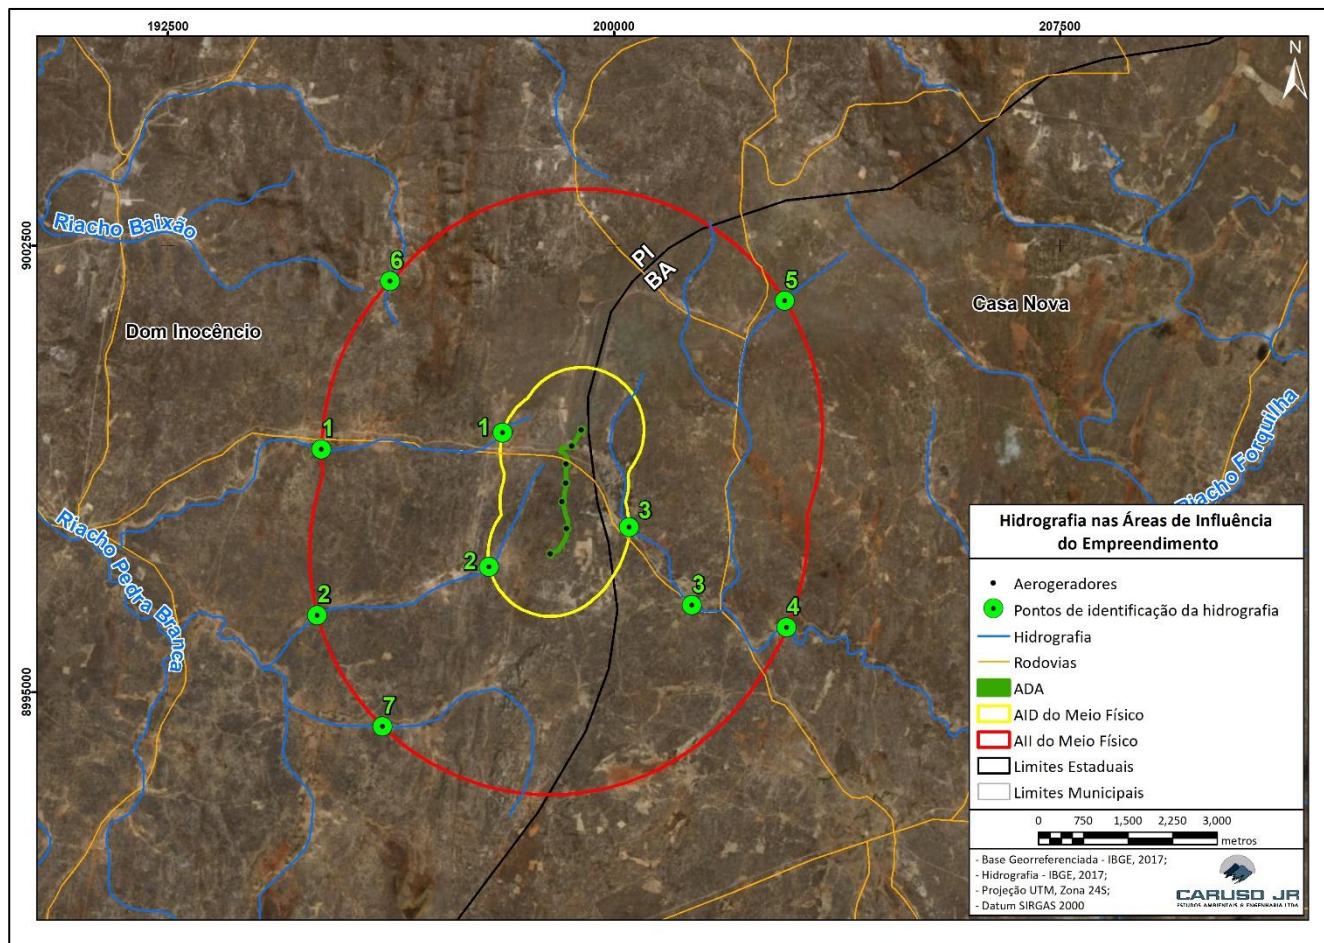 192500
200000
207500
N
9002500
8995000
Riacho Baixão
Dom Inocêncio
PI
BA
Casa Nova
Riacho Forquilha
Riacho Pedra Branca
6
5
1
1
3
2
2
3
4
7
Hidrografia nas Áreas de Influência
do Empreendimento
Aerogeradores
Pontos de identificação da hidrografia
Hidrografia
Rodovias
ADA
AID do Meio Físico
AII do Meio Físico
Limites Estaduais
Limites Municipais
0 750 1,500 2,250 3,000
metros
- Base Georreferenciada - IBGE, 2017;
- Hidrografia - IBGE, 2017;
- Projeção UTM, Zona 24S;
- Datum SIRGAS 2000
CARUSO JR
ESTUDOS AMBIENTAIS & ENGENHARIA LTDA